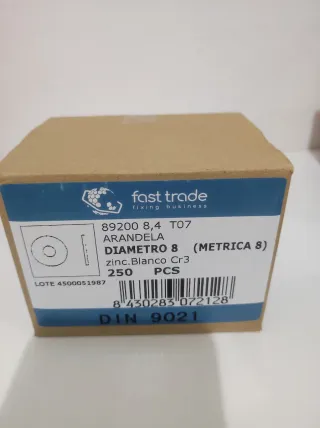 fast trade
fixing business
89200 8,4 T07
ARANDELA
DIAMETRO 8 (METRICA 8)
zinc.Blanco Cr3
250 PCS
LOTE 4500051987
8 430283 072128
DIN 9021